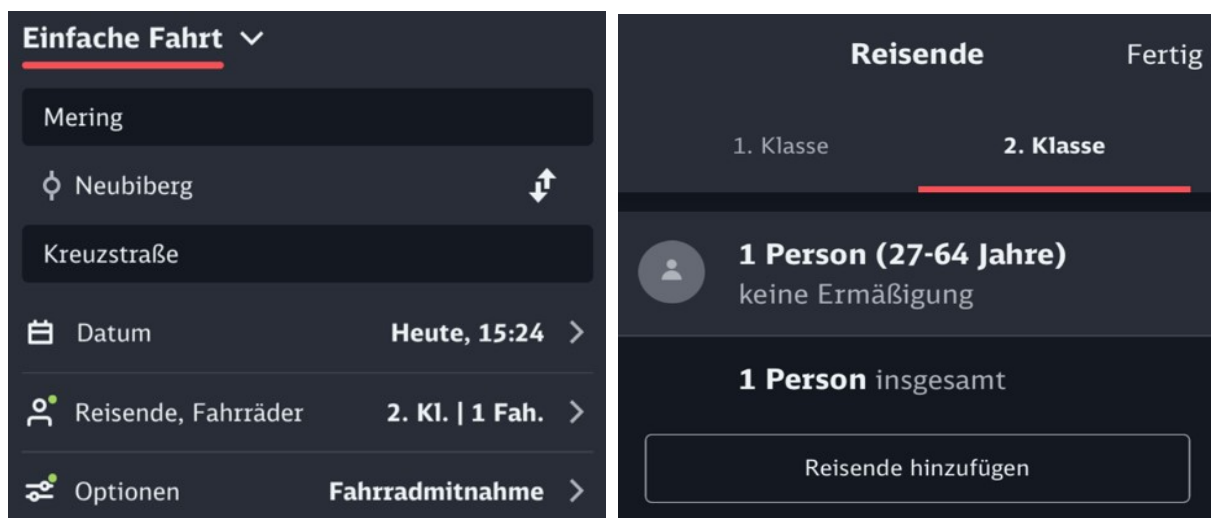 Einfache Fahrt
Mering
Neubiberg
Kreuzstraße
Datum Heute, 15:24
Reisende, Fahrräder 2. Kl. | 1 Fah.
Optionen Fahrradmitnahme
Reisende Fertig
1. Klasse 2. Klasse
1 Person (27-64 Jahre)
keine Ermäßigung
1 Person insgesamt
Reisende hinzufügen